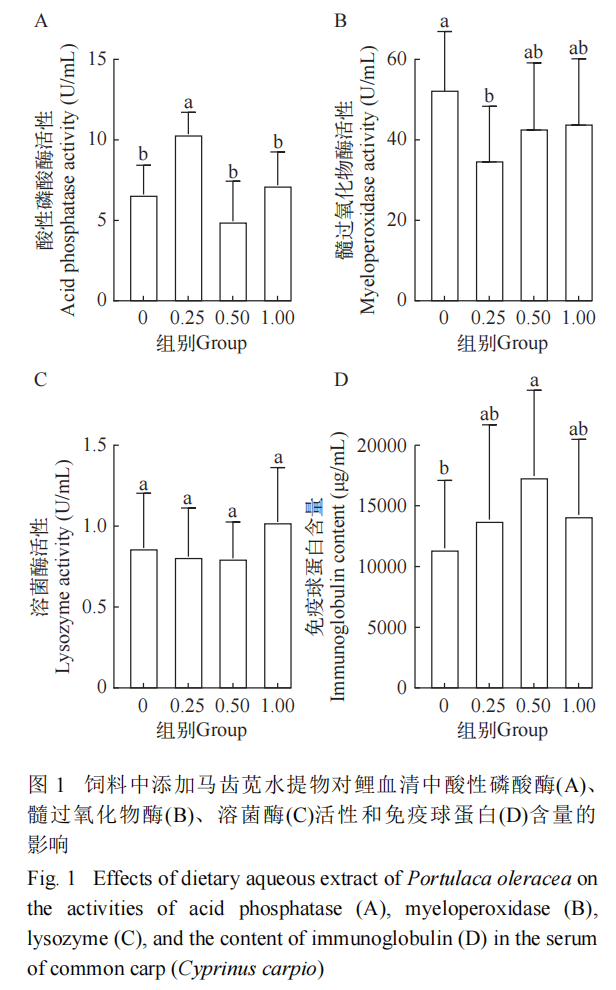 A
酸性磷酸酶活性
Acid phosphatase activity (U/mL)
15
10
5
0
b
a
b
b
0
0.25
0.50
1.00
组别Group
B
髓过氧化物酶活性
Myeloperoxidase activity (U/mL)
60
40
20
0
a
b
ab
ab
0
0.25
0.50
1.00
组别Group
C
溶菌酶活性
Lysozyme activity (U/mL)
1.5
1.0
0.5
0
a
a
a
a
0
0.25
0.50
1.00
组别Group
D
免疫球蛋白含量
Immunoglobulin content (μg/mL)
20000
15000
10000
5000
0
b
ab
a
ab
0
0.25
0.50
1.00
组别Group
图 1 饲料中添加马齿苋水提物对鲤血清中酸性磷酸酶(A)、
髓过氧化物酶(B)、溶菌酶(C)活性和免疫球蛋白(D)含量的
影响
Fig. 1 Effects of dietary aqueous extract of Portulaca oleracea on
the activities of acid phosphatase (A), myeloperoxidase (B),
lysozyme (C), and the content of immunoglobulin (D) in the serum
of common carp (Cyprinus carpio)